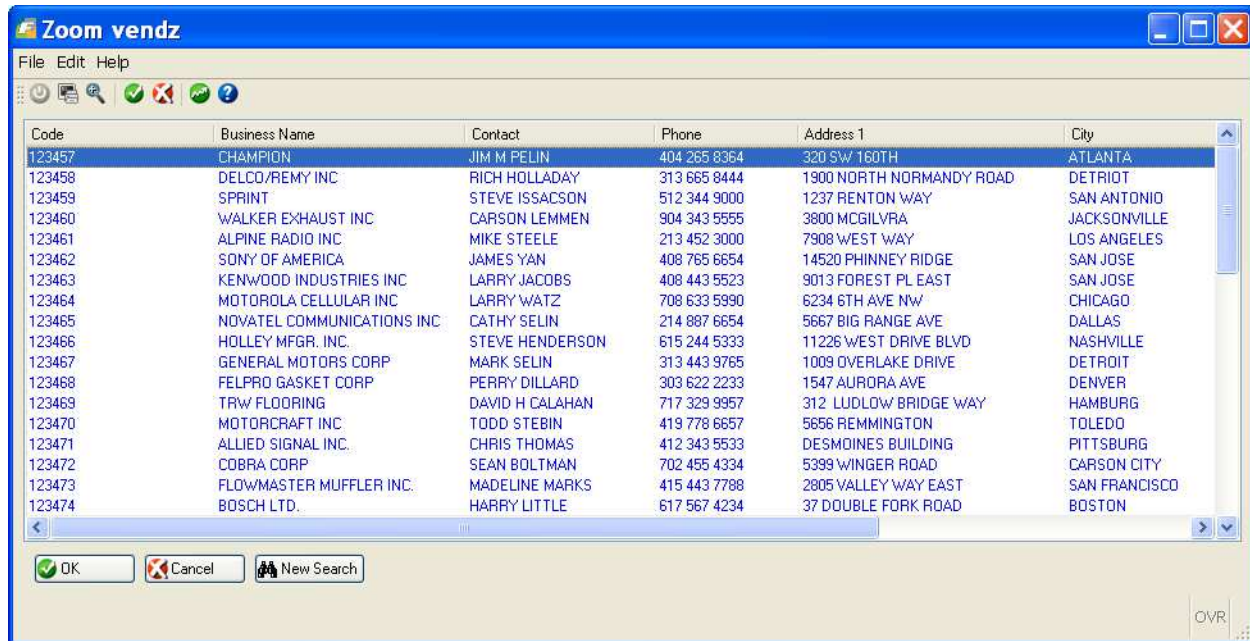 Zoom vendz
File Edit Help
Code Business Name Contact Phone Address 1 City
123457 CHAMPION JIM M PELIN 404 265 8364 320 SW 160TH ATLANTA
123458 DELCO/REMY INC RICH HOLLADAY 313 665 8444 1900 NORTH NORMANDY ROAD DETRIOT
123459 SPRINT STEVE ISSACSON 512 344 9000 1237 RENTON WAY SAN ANTONIO
123460 WALKER EXHAUST INC CARSON LEMMEN 904 343 5555 3800 MCGILVRA JACKSONVILLE
123461 ALPINE RADIO INC MIKE STEELE 213 452 3000 7908 WEST WAY LOS ANGELES
123462 SONY OF AMERICA JAMES YAN 408 765 6654 14520 PHINNEY RIDGE SAN JOSE
123463 KENWOOD INDUSTRIES INC LARRY JACOBS 408 443 5523 9013 FOREST PL EAST SAN JOSE
123464 MOTOROLA CELLULAR INC LARRY WATZ 708 633 5990 6234 6TH AVE NW CHICAGO
123465 NOVATEL COMMUNICATIONS INC CATHY SELIN 214 887 6654 5667 BIG RANGE AVE DALLAS
123466 HOLLEY MFGR. INC. STEVE HENDERSON 615 244 5333 11226 WEST DRIVE BLVD NASHVILLE
123467 GENERAL MOTORS CORP MARK SELIN 313 443 9765 1009 OVERLAKE DRIVE DETROIT
123468 FELPRO GASKET CORP PERRY DILLARD 303 622 2233 1547 AURORA AVE DENVER
123469 TRW FLOORING DAVID H CALAHAN 717 329 9957 312 LUDLOW BRIDGE WAY HAMBURG
123470 MOTORCRAFT INC TODD STEBIN 419 778 6657 5656 REMMINGTON TOLEDO
123471 ALLIED SIGNAL INC. CHRIS THOMAS 412 343 5533 DESMOINES BUILDING PITTSBURG
123472 COBRA CORP SEAN BOLTMAN 702 455 4334 5399 WINGER ROAD CARSON CITY
123473 FLOWMASTER MUFFLER INC. MADELINE MARKS 415 443 7788 2805 VALLEY WAY EAST SAN FRANCISCO
123474 BOSCH LTD. HARRY LITTLE 617 567 4234 37 DOUBLE FORK ROAD BOSTON
OK Cancel New Search
OVR